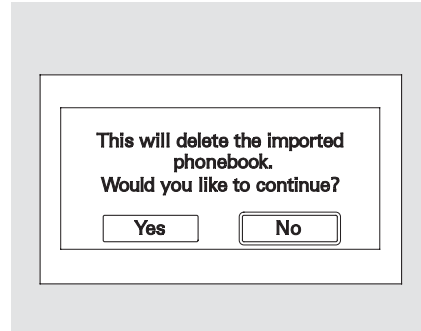 This will delete the imported
phonebook.
Would you like to continue?
Yes No